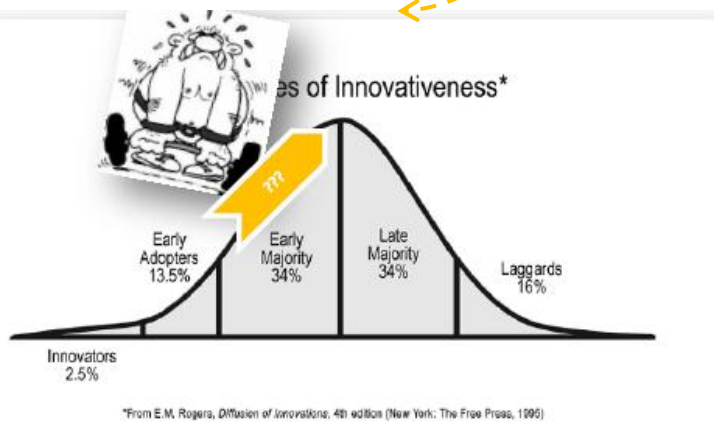 es of Innovativeness*
???
Early
Adopters
13.5%
Early
Majority
34%
Late
Majority
34%
Laggards
16%
Innovators
2.5%
*From E.M. Rogers, Diffusion of Innovations, 4th edition (New York: The Free Press, 1995)